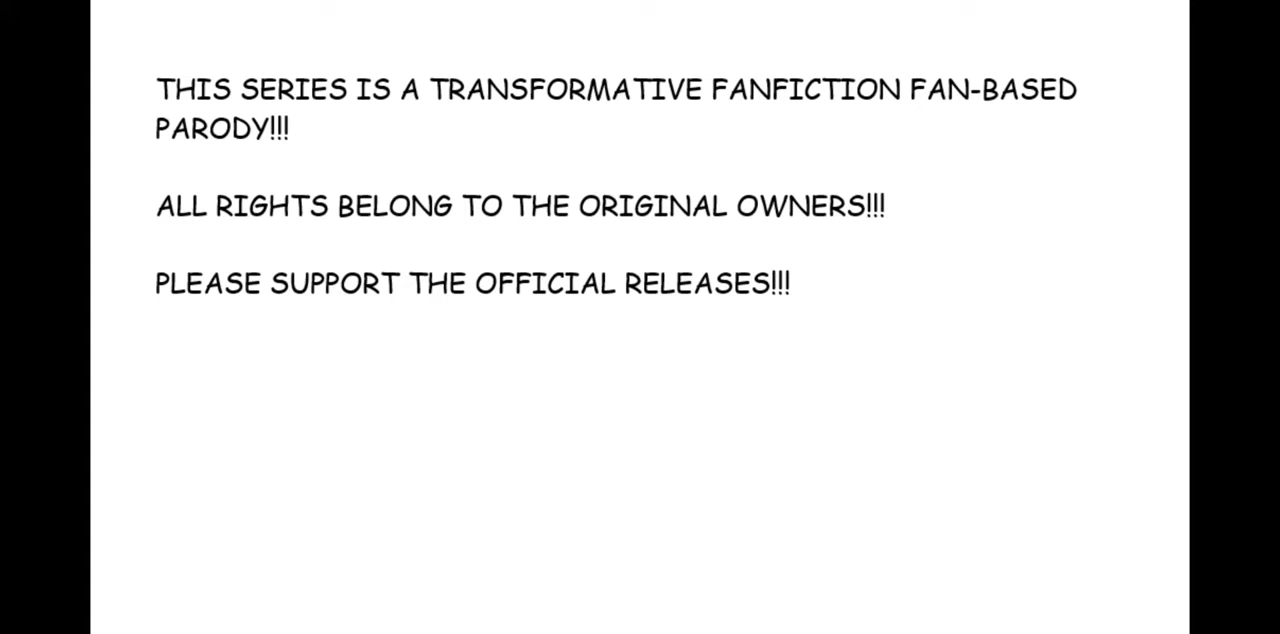 THIS SERIES IS A TRANSFORMATIVE FANFICTION FAN-BASED
PARODY!!!
ALL RIGHTS BELONG TO THE ORIGINAL OWNERS!!!
PLEASE SUPPORT THE OFFICIAL RELEASES!!!